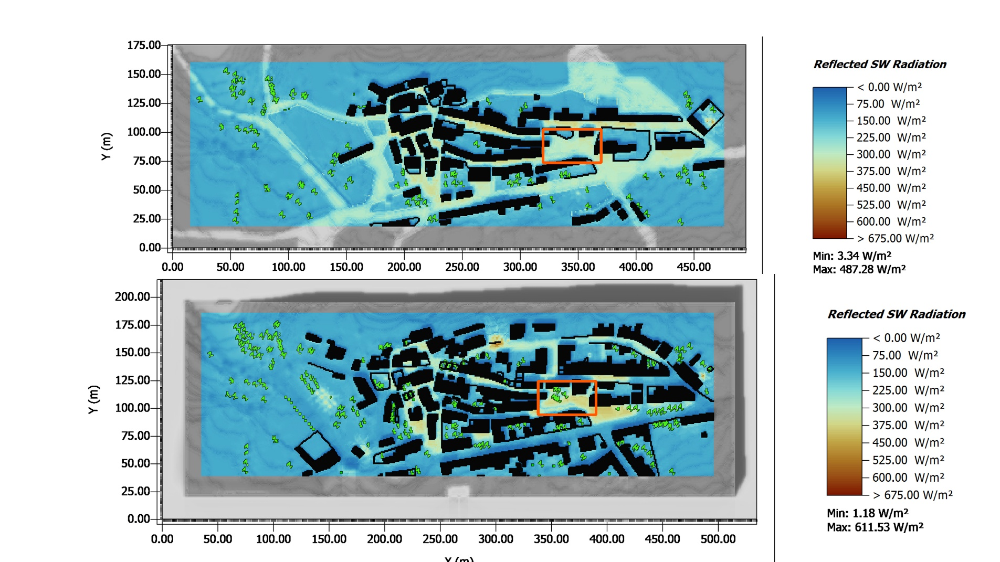 175.00
150.00
125.00
100.00
75.00
50.00
25.00
0.00
Y (m)
0.00 50.00 100.00 150.00 200.00 250.00 300.00 350.00 400.00 450.00
Reflected SW Radiation
< 0.00 W/m²
75.00 W/m²
150.00 W/m²
225.00 W/m²
300.00 W/m²
375.00 W/m²
450.00 W/m²
525.00 W/m²
600.00 W/m²
> 675.00 W/m²
Min: 3.34 W/m²
Max: 487.28 W/m²
200.00
175.00
150.00
125.00
100.00
75.00
50.00
25.00
0.00
Y (m)
0.00 50.00 100.00 150.00 200.00 250.00 300.00 350.00 400.00 450.00 500.00
X (m)
Reflected SW Radiation
< 0.00 W/m²
75.00 W/m²
150.00 W/m²
225.00 W/m²
300.00 W/m²
375.00 W/m²
450.00 W/m²
525.00 W/m²
600.00 W/m²
> 675.00 W/m²
Min: 1.18 W/m²
Max: 611.53 W/m²